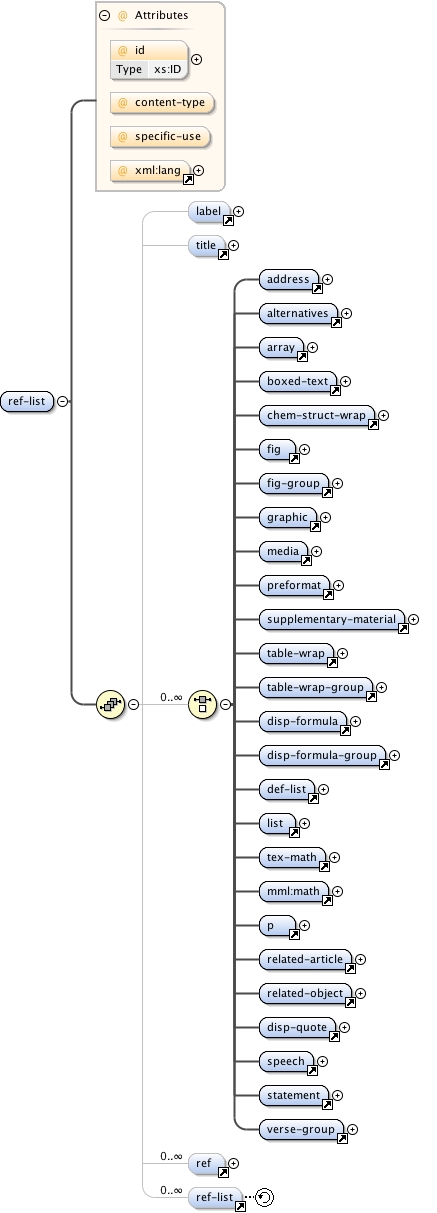 Attributes
@ id
Type xs:ID
@ content-type
@ specific-use
@ xml:lang
label
title
address
alternatives
array
boxed-text
ref-list
chem-struct-wrap
fig
fig-group
graphic
media
preformat
supplementary-material
table-wrap
table-wrap-group
0..∞
disp-formula
disp-formula-group
def-list
list
tex-math
mml:math
p
related-article
related-object
disp-quote
speech
statement
verse-group
0..∞ ref
0..∞ ref-list